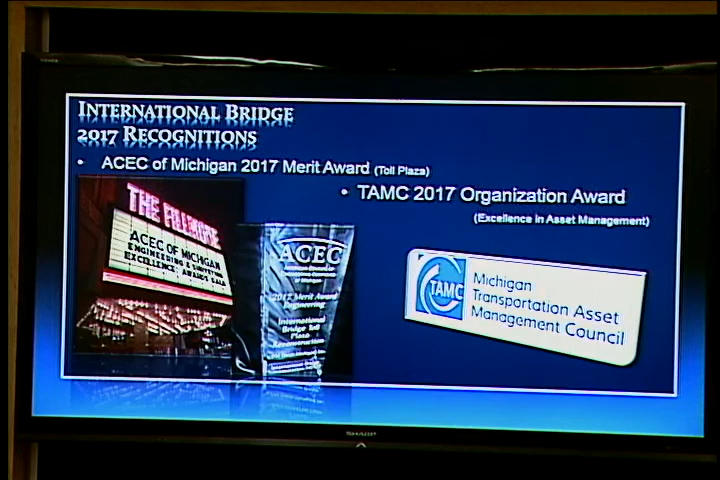 INTERNATIONAL BRIDGE
2017 RECOGNITIONS
• ACEC of Michigan 2017 Merit Award (Toll Plaza)
• TAMC 2017 Organization Award
(Excellence in Asset Management)
THE FILLMORE
ACEC OF MICHIGAN
ENGINEERING & SURVEYING
EXCELLENCE AWARDS GALA
ACEC
2017 Merit Award
Engineering
International
Bridge Toll
Plaza
Reconstruction
TAMC
Michigan
Transportation Asset
Management Council
SHARP